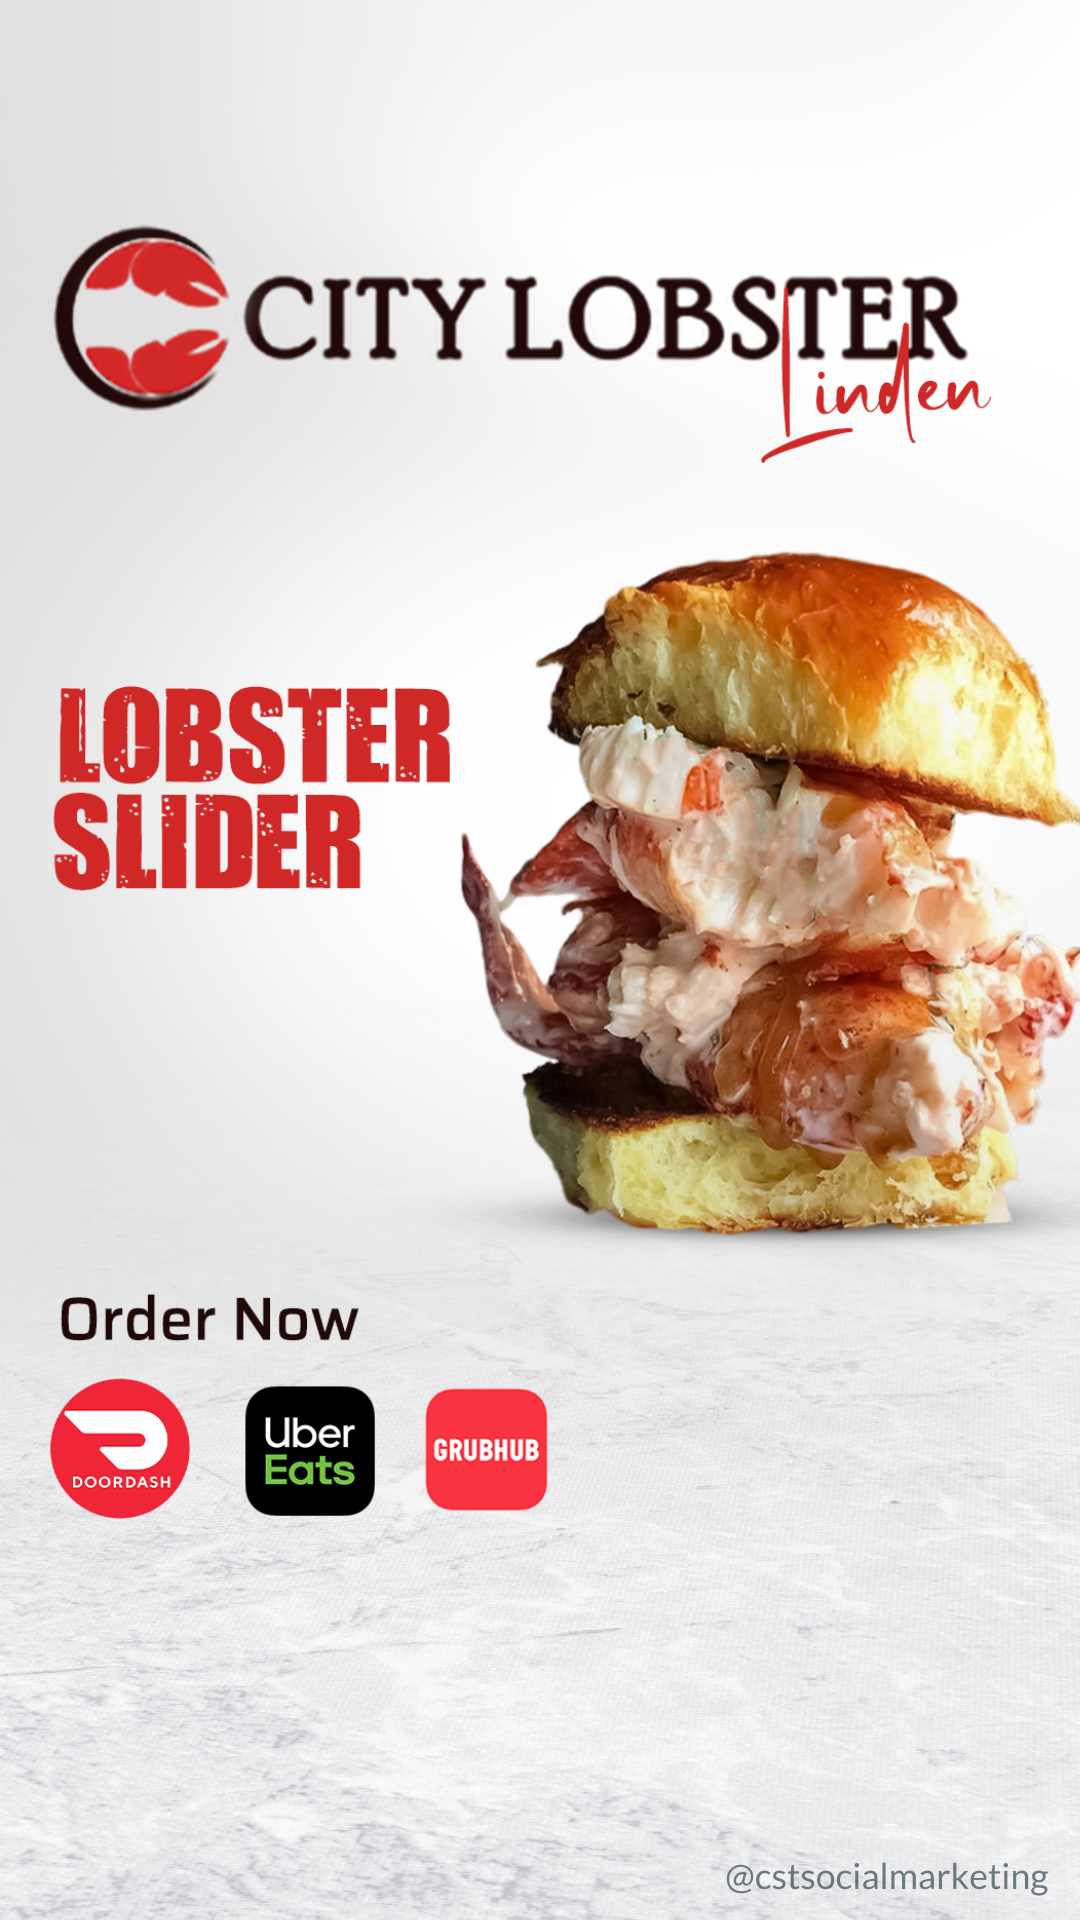 CITY LOBSTER
Linden
LOBSTER
SLIDER
Order Now
DOORDASH
Uber
Eats
GRUBHUB
@cstsocialmarketing